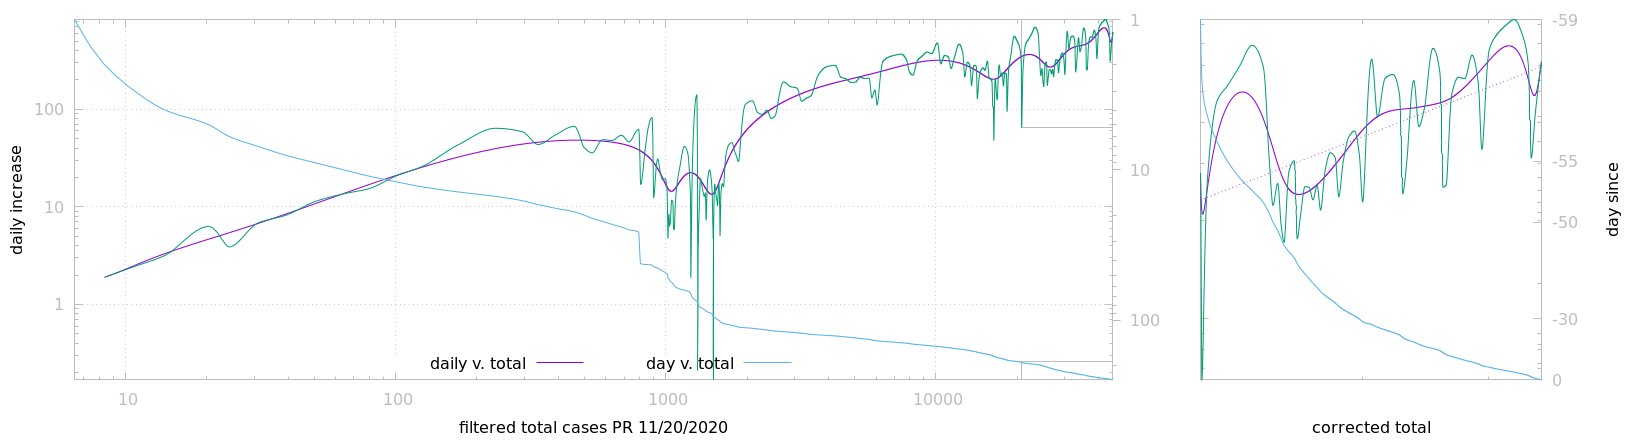 daily increase
100
10
1
daily v. total
day v. total
10
100
1000
10000
filtered total cases PR 11/20/2020
1
10
100
-59
-55
-50
-30
0
day since
corrected total